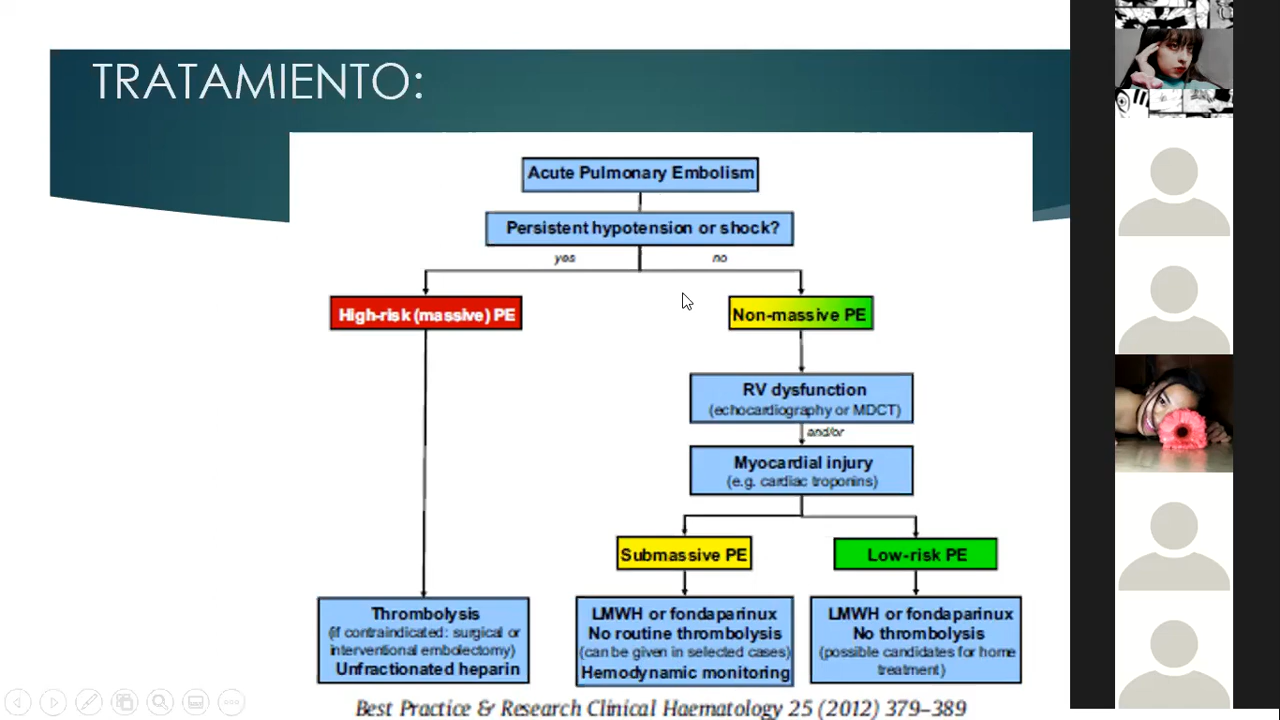 TRATAMIENTO:
Acute Pulmonary Embolism
Persistent hypotension or shock?
yes
no
High-risk (massive) PE
Non-massive PE
RV dysfunction
(echocardiography or MDCT)
and/or
Myocardial injury
(e.g. cardiac troponins)
Submassive PE
Low-risk PE
Thrombolysis
(if contraindicated: surgical or
interventional embolectomy)
Unfractionated heparin
LMWH or fondaparinux
No routine thrombolysis
(can be given in selected cases)
Hemodynamic monitoring
LMWH or fondaparinux
No thrombolysis
(possible candidates for home
treatment)
Best Practice & Research Clinical Haematology 25 (2012) 379–389